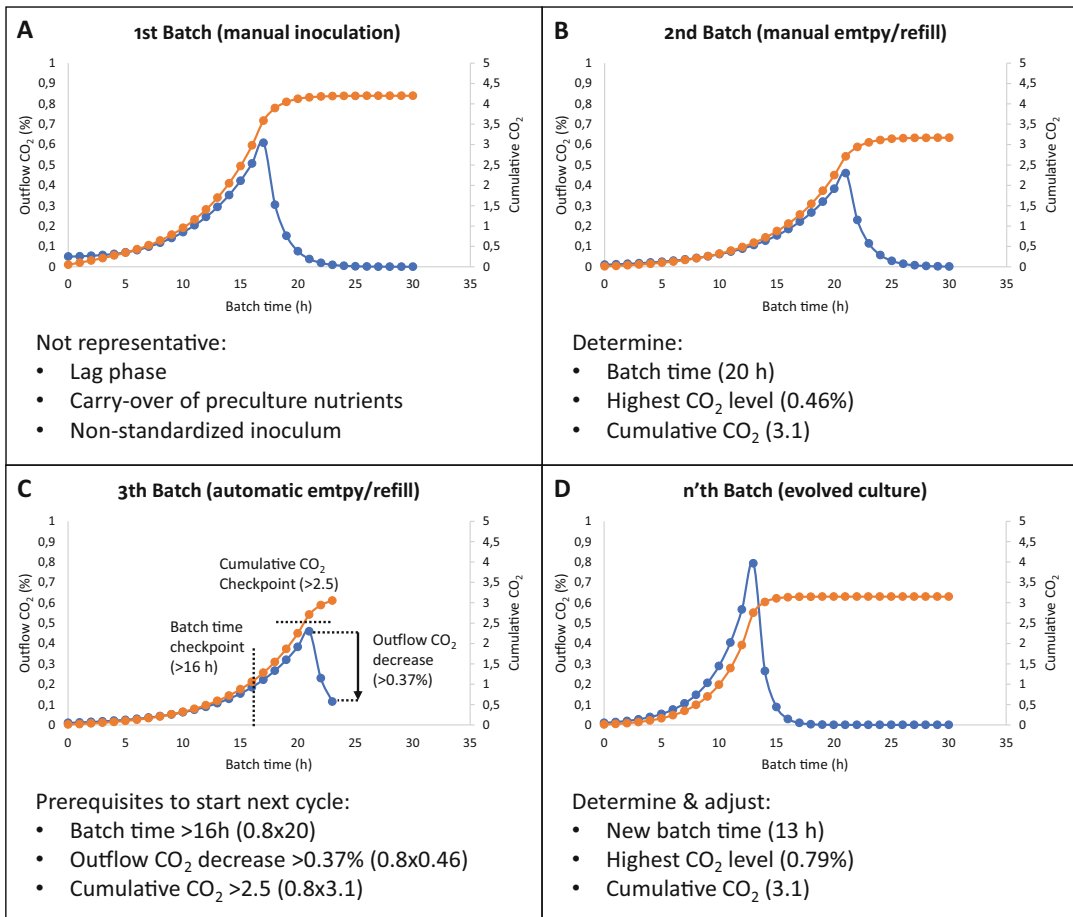 A
1st Batch (manual inoculation)
Outflow CO₂ (%)
1
0,9
0,8
0,7
0,6
0,5
0,4
0,3
0,2
0,1
0
5
4,5
4
3,5
3
2,5
2
1,5
1
0,5
0
Cumulative CO₂
0 5 10 15 20 25 30 35
Batch time (h)
Not representative:
• Lag phase
• Carry-over of preculture nutrients
• Non-standardized inoculum
B
2nd Batch (manual emtpy/refill)
Outflow CO₂ (%)
1
0,9
0,8
0,7
0,6
0,5
0,4
0,3
0,2
0,1
0
5
4,5
4
3,5
3
2,5
2
1,5
1
0,5
0
Cumulative CO₂
0 5 10 15 20 25 30 35
Batch time (h)
Determine:
• Batch time (20 h)
• Highest CO₂ level (0.46%)
• Cumulative CO₂ (3.1)
C
3th Batch (automatic emtpy/refill)
Outflow CO₂ (%)
1
0,9
0,8
0,7
0,6
0,5
0,4
0,3
0,2
0,1
0
Cumulative CO₂
Checkpoint (>2.5)
Batch time
checkpoint
(>16 h)
Outflow CO₂
decrease
(>0.37%)
5
4,5
4
3,5
3
2,5
2
1,5
1
0,5
0
Cumulative CO₂
0 5 10 15 20 25 30 35
Batch time (h)
Prerequisites to start next cycle:
• Batch time >16h (0.8x20)
• Outflow CO₂ decrease >0.37% (0.8x0.46)
• Cumulative CO₂ >2.5 (0.8x3.1)
D
n'th Batch (evolved culture)
Outflow CO₂ (%)
1
0,9
0,8
0,7
0,6
0,5
0,4
0,3
0,2
0,1
0
5
4,5
4
3,5
3
2,5
2
1,5
1
0,5
0
Cumulative CO₂
0 5 10 15 20 25 30 35
Batch time (h)
Determine & adjust:
• New batch time (13 h)
• Highest CO₂ level (0.79%)
• Cumulative CO₂ (3.1)